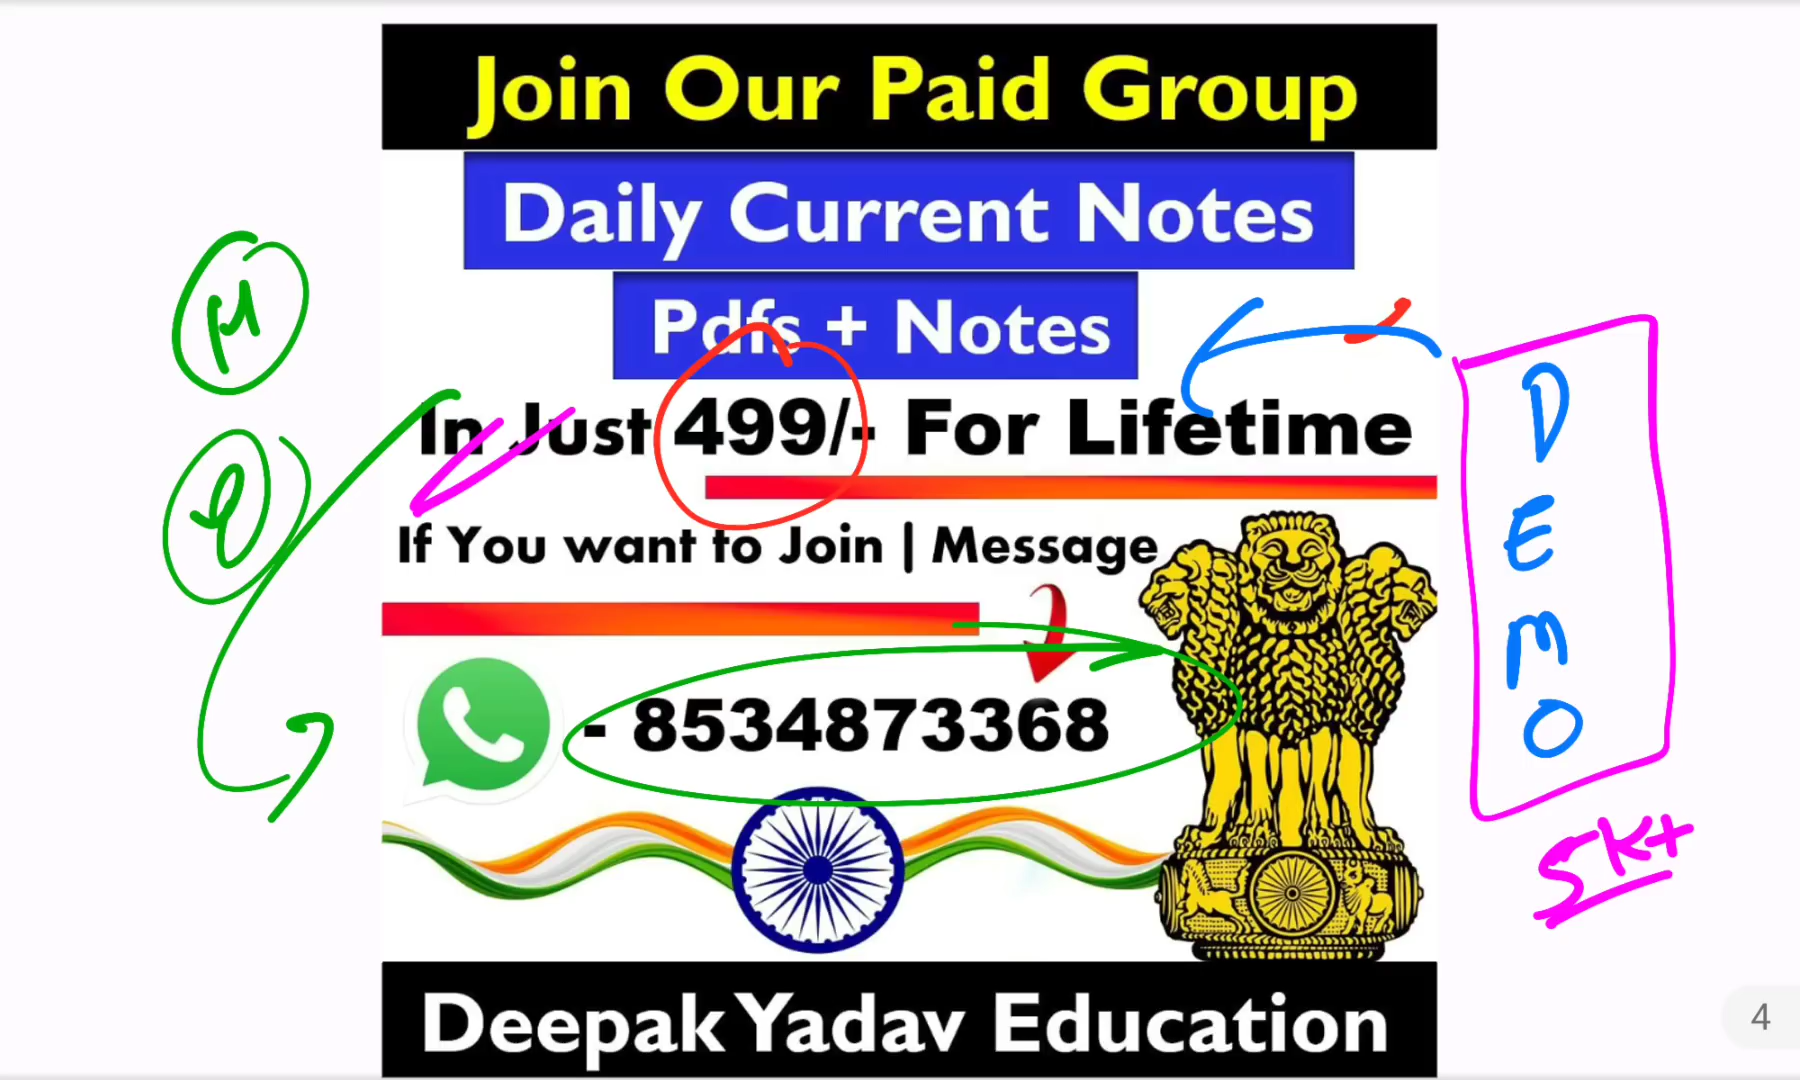 Join Our Paid Group
Daily Current Notes
Pdfs + Notes
In Just 499/- For Lifetime
If You want to Join | Message
- 8534873368
Deepak Yadav Education
DEMO
5K+
4